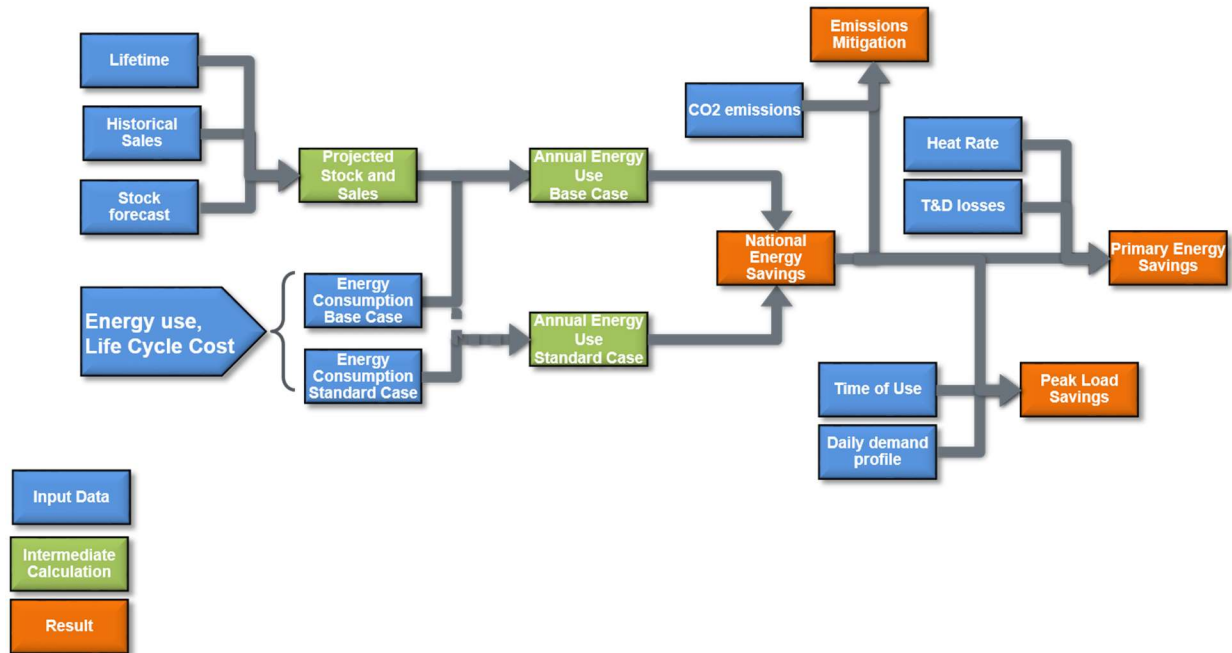 Emissions
Mitigation
Lifetime
CO2 emissions
Historical
Sales
Heat Rate
Projected
Stock and
Sales
Annual Energy
Use
Base Case
Stock
forecast
T&D losses
National
Energy
Savings
Primary Energy
Savings
Energy use,
Life Cycle Cost
Energy
Consumption
Base Case
Annual Energy
Use
Standard Case
Energy
Consumption
Standard Case
Time of Use
Peak Load
Savings
Daily demand
profile
Input Data
Intermediate
Calculation
Result